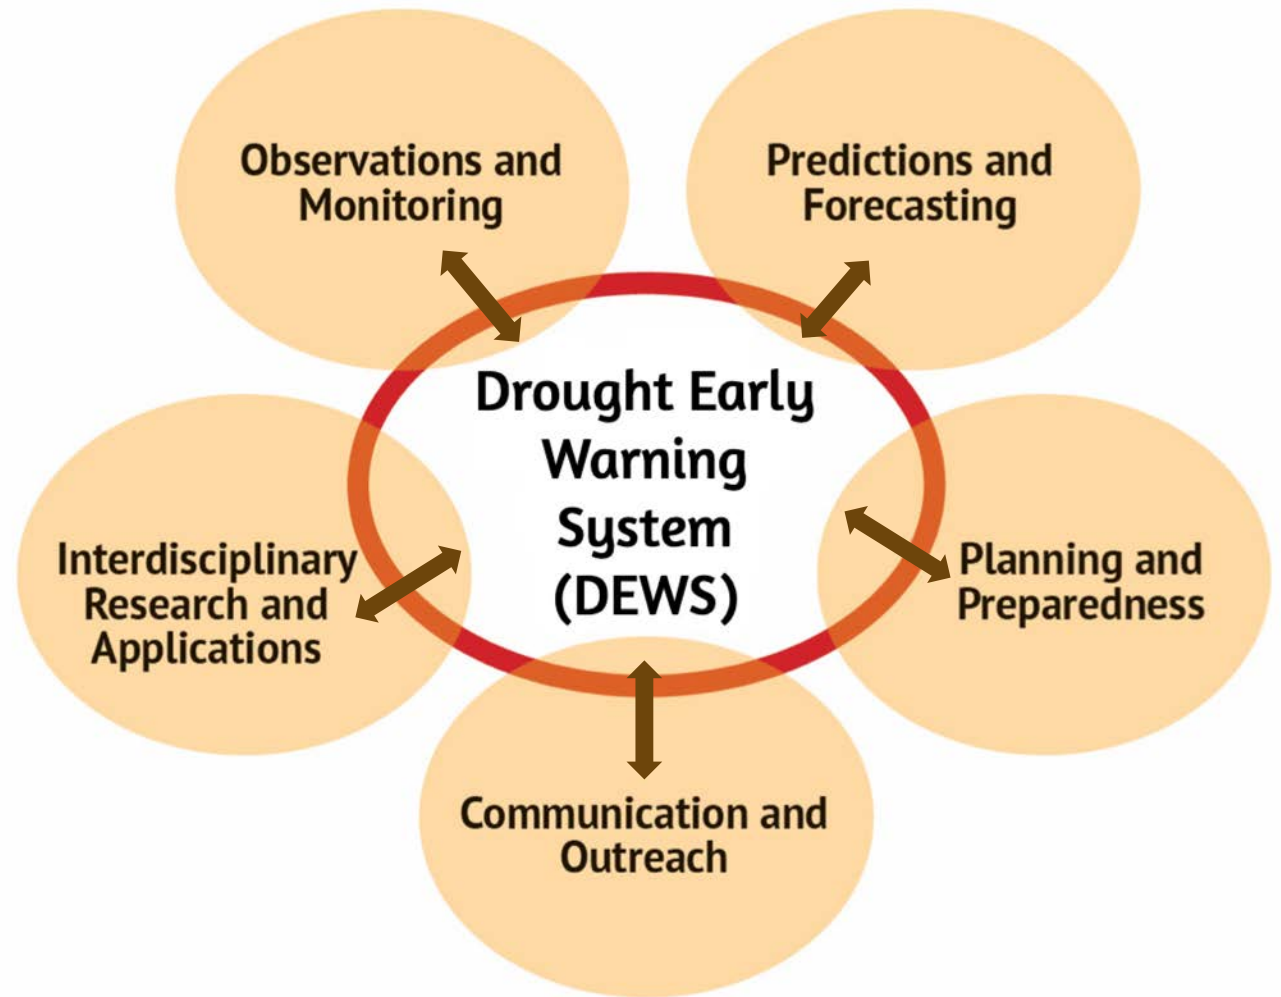 Observations and
Monitoring
Predictions and
Forecasting
Drought Early
Warning
System
(DEWS)
Interdisciplinary
Research and
Applications
Planning and
Preparedness
Communication and
Outreach